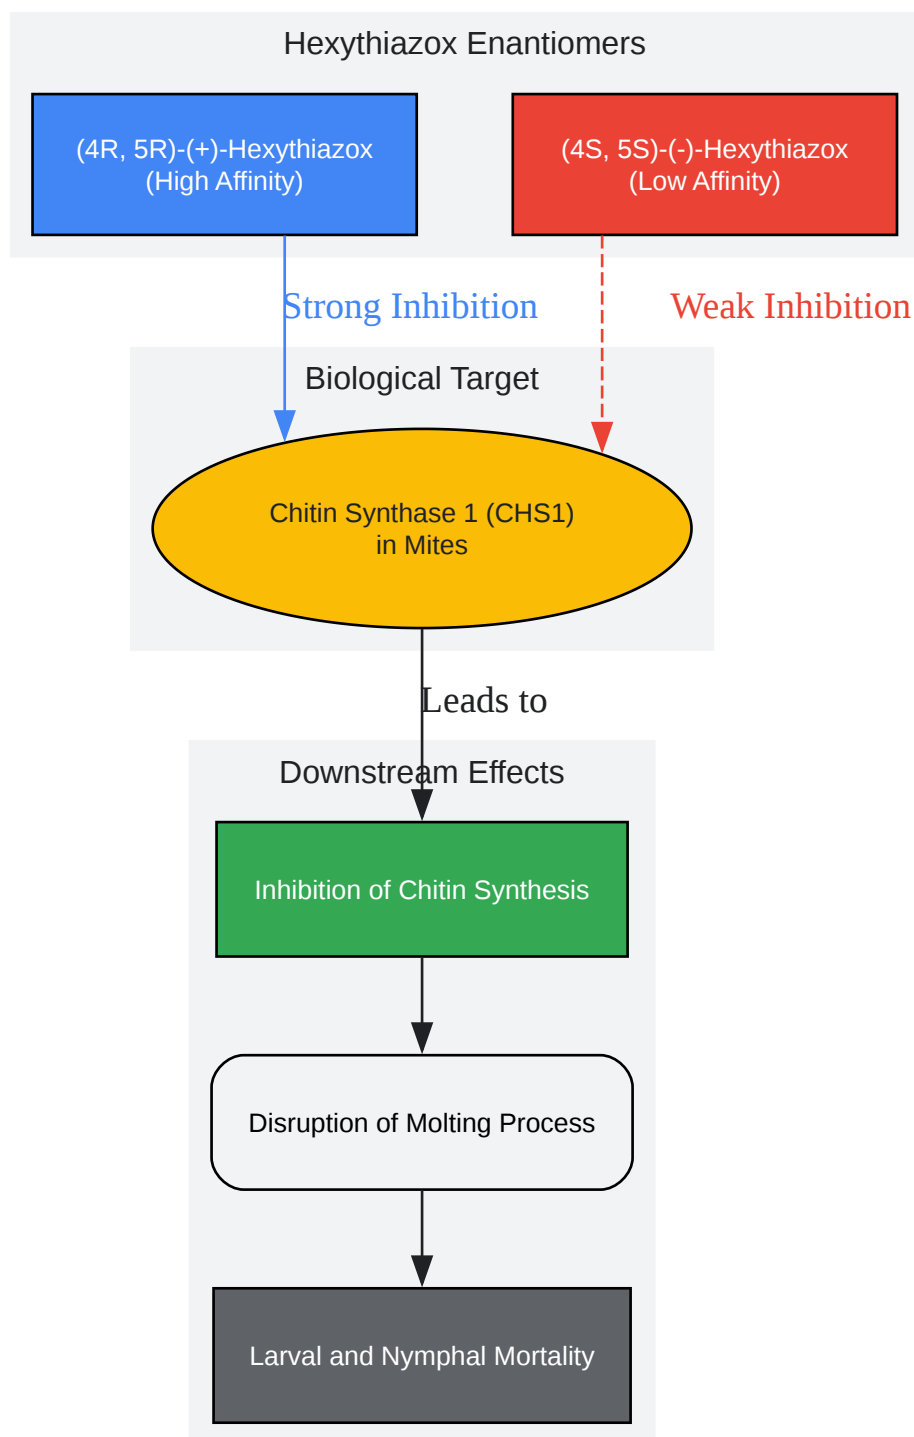 Hexythiazox Enantiomers
(4R, 5R)-(+)-Hexythiazox
(High Affinity)
(4S, 5S)-(-)-Hexythiazox
(Low Affinity)
Strong Inhibition
Weak Inhibition
Biological Target
Chitin Synthase 1 (CHS1)
in Mites
Leads to
Downstream Effects
Inhibition of Chitin Synthesis
Disruption of Molting Process
Larval and Nymphal Mortality